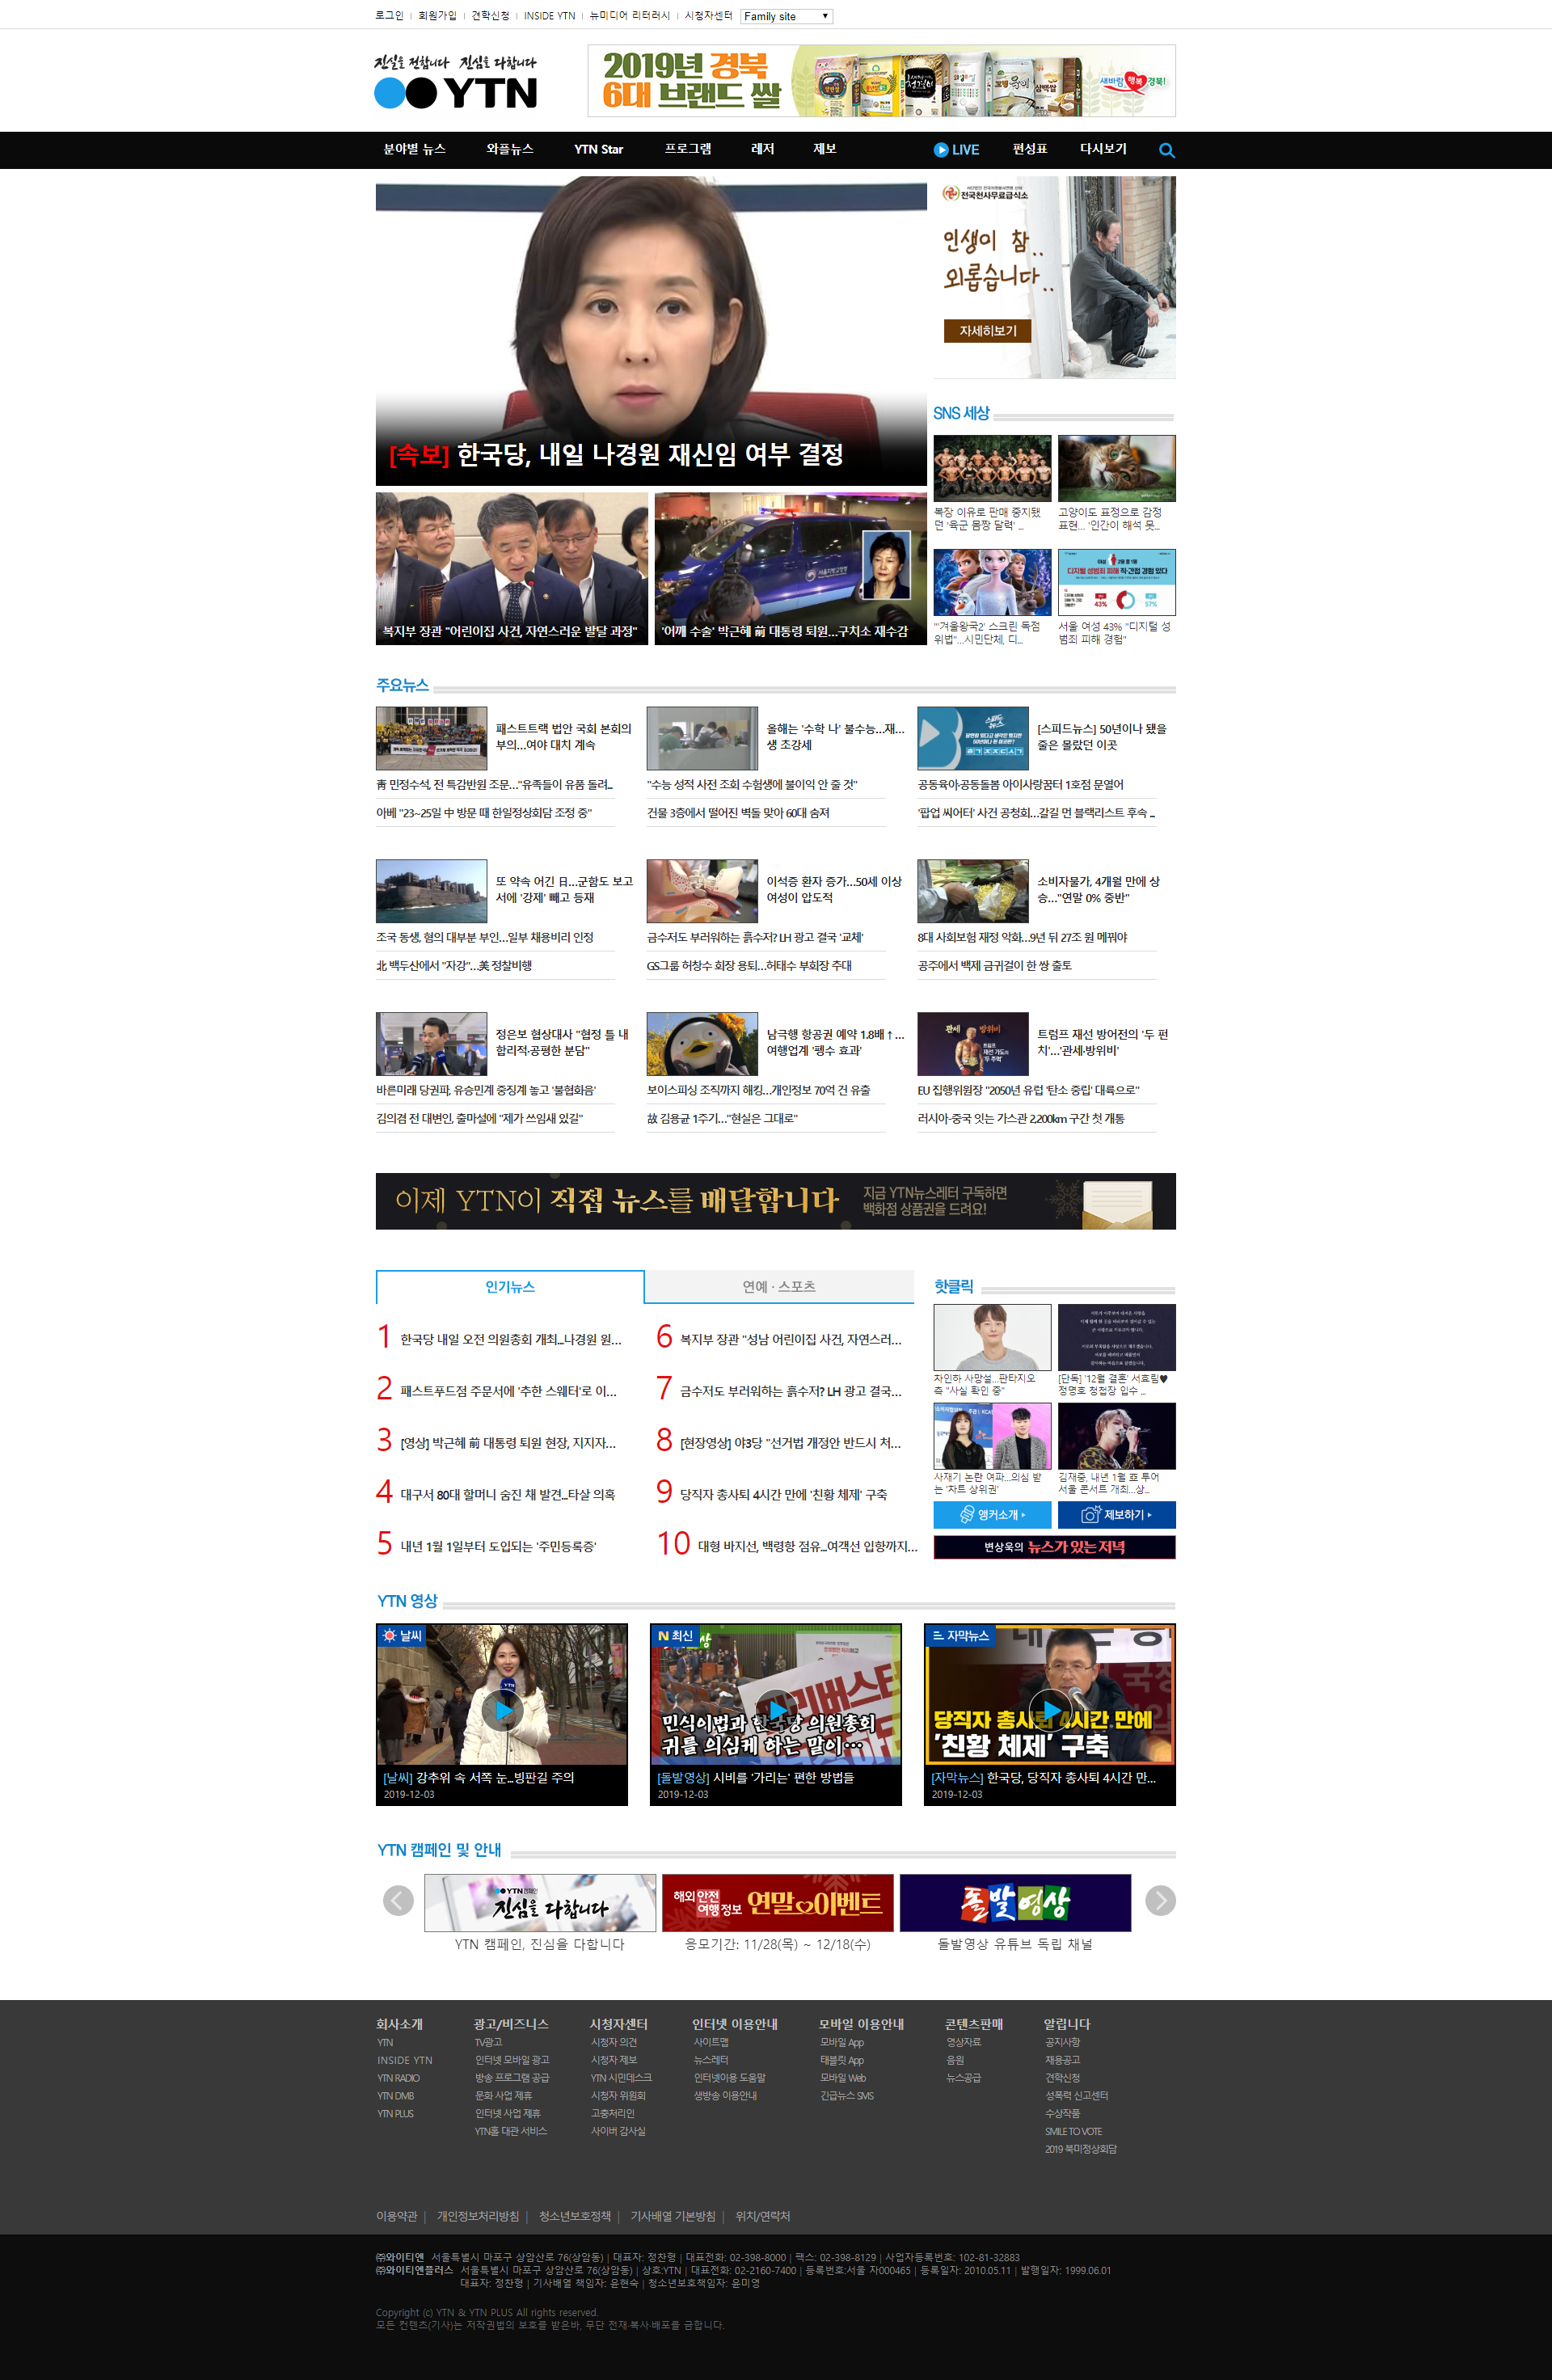 로그인
회원가입
견학신청
INSIDE YTN
뉴미디어 리터러시
시청자센터
Family site
진실을 전합니다 진심을 다합니다
YTN
2019년 경북
6대 브랜드 쌀
새바람 행복 경북!
분야별 뉴스
와플뉴스
YTN Star
프로그램
레저
제보
LIVE
편성표
다시보기
[속보] 한국당, 내일 나경원 재신임 여부 결정
전국천사무료급식소
인생이 참..
외롭습니다..
자세히보기
SNS 세상
복장 이유로 판매 중지됐
던 '육군 몸짱 달력' ...
고양이도 표정으로 감정
표현... '인간이 해석 못...
"'겨울왕국2' 스크린 독점
위법"...시민단체, 디...
서울 여성 43% "디지털 성
범죄 피해 경험"
복지부 장관 "어린이집 사건, 자연스러운 발달 과정"
'어깨 수술' 박근혜 前 대통령 퇴원...구치소 재수감
주요뉴스
패스트트랙 법안 국회 본회의
부의...여야 대치 계속
靑 민정수석, 전 특감반원 조문..."유족들이 유품 돌려...
아베 "23~25일 中 방문 때 한일정상회담 조정 중"
올해는 '수학 나' 불수능...재...
생 초강세
"수능 성적 사전 조회 수험생에 불이익 안 줄 것"
건물 3층에서 떨어진 벽돌 맞아 60대 숨져
[스피드뉴스] 50년이나 됐을
줄은 몰랐던 이곳
공동육아·공동돌봄 아이사랑꿈터 1호점 문열어
'팝업 씨어터' 사건 공청회...갈길 먼 블랙리스트 후속 ...
또 약속 어긴 日...군함도 보고
서에 '강제' 빼고 등재
조국 동생, 혐의 대부분 부인...일부 채용비리 인정
北 백두산에서 "자강"...美 정찰비행
이석증 환자 증가...50세 이상
여성이 압도적
금수저도 부러워하는 흙수저? LH 광고 결국 '교체'
GS그룹 허창수 회장 용퇴...허태수 부회장 추대
소비자물가, 4개월 만에 상
승..."연말 0% 중반"
8대 사회보험 재정 악화...9년 뒤 27조 원 메꿔야
공주에서 백제 금귀걸이 한 쌍 출토
정은보 협상대사 "협정 틀 내
합리적·공평한 분담"
바른미래 당권파, 유승민계 중징계 놓고 '불협화음'
김의겸 전 대변인, 출마설에 "제가 쓰임새 있길"
남극행 항공권 예약 1.8배↑...
여행업계 '펭수 효과'
보이스피싱 조직까지 해킹...개인정보 70억 건 유출
故 김용균 1주기..."현실은 그대로"
관세 방위비
트럼프
재선 가도의
'두 주먹'
트럼프 재선 방어전의 '두 펀
치'...'관세·방위비'
EU 집행위원장 "2050년 유럽 '탄소 중립' 대륙으로"
러시아-중국 잇는 가스관 2,200km 구간 첫 개통
이제 YTN이 직접 뉴스를 배달합니다
지금 YTN뉴스레터 구독하면
백화점 상품권을 드려요!
인기뉴스
연예 · 스포츠
1 한국당 내일 오전 의원총회 개최...나경원 원...
2 패스트푸드점 주문서에 '추한 스웨터'로 이...
3 [영상] 박근혜 前 대통령 퇴원 현장, 지지자...
4 대구서 80대 할머니 숨진 채 발견...타살 의혹
5 내년 1월 1일부터 도입되는 '주민등록증'
6 복지부 장관 "성남 어린이집 사건, 자연스러...
7 금수저도 부러워하는 흙수저? LH 광고 결국...
8 [현장영상] 야3당 "선거법 개정안 반드시 처...
9 당직자 총사퇴 4시간 만에 '친황 체제' 구축
10 대형 바지선, 백령항 점유...여객선 입항까지...
핫클릭
차인하 사망설...판타지오
측 "사실 확인 중"
[단독] '12월 결혼' 서효림♥
정명호 청첩장 입수 ...
사재기 논란 여파...의심 받
는 '차트 상위권'
김재중, 내년 1월 亞 투어
서울 콘서트 개최...상...
앵커소개
제보하기
변상욱의 뉴스가 있는 저녁
YTN 영상
날씨
[날씨] 강추위 속 서쪽 눈...빙판길 주의
2019-12-03
N 최신
민식이법과 한국당 의원총회
귀를 의심케 하는 말이…
[돌발영상] 시비를 '가리는' 편한 방법들
2019-12-03
자막뉴스
당직자 총사퇴 4시간 만에
'친황 체제' 구축
[자막뉴스] 한국당, 당직자 총사퇴 4시간 만...
2019-12-03
YTN 캠페인 및 안내
YTN 캠페인
진심을 다합니다
YTN 캠페인, 진심을 다합니다
해외안전
여행정보
연말 이벤트
응모기간: 11/28(목) ~ 12/18(수)
돌발영상
돌발영상 유튜브 독립 채널
회사소개
YTN
INSIDE YTN
YTN RADIO
YTN DMB
YTN PLUS
광고/비즈니스
TV광고
인터넷 모바일 광고
방송 프로그램 공급
문화 사업 제휴
인터넷 사업 제휴
YTN홀 대관 서비스
시청자센터
시청자 의견
시청자 제보
YTN 시민데스크
시청자 위원회
고충처리인
사이버 감사실
인터넷 이용안내
사이트맵
뉴스레터
인터넷이용 도움말
생방송 이용안내
모바일 이용안내
모바일 App
태블릿 App
모바일 Web
긴급뉴스 SMS
콘텐츠판매
영상자료
음원
뉴스공급
알립니다
공지사항
채용공고
견학신청
성폭력 신고센터
수상작품
SMILE TO VOTE
2019 북미정상회담
이용약관 | 개인정보처리방침 | 청소년보호정책 | 기사배열 기본방침 | 위치/연락처
㈜와이티엔 서울특별시 마포구 상암산로 76(상암동) | 대표자: 정찬형 | 대표전화: 02-398-8000 | 팩스: 02-398-8129 | 사업자등록번호: 102-81-32883
㈜와이티엔플러스 서울특별시 마포구 상암산로 76(상암동) | 상호:YTN | 대표전화: 02-2160-7400 | 등록번호:서울 자000465 | 등록일자: 2010.05.11 | 발행일자: 1999.06.01
대표자: 정찬형 | 기사배열 책임자: 윤현숙 | 청소년보호책임자: 윤미영
Copyright (c) YTN & YTN PLUS All rights reserved.
모든 컨텐츠(기사)는 저작권법의 보호를 받은바, 무단 전재·복사·배포를 금합니다.